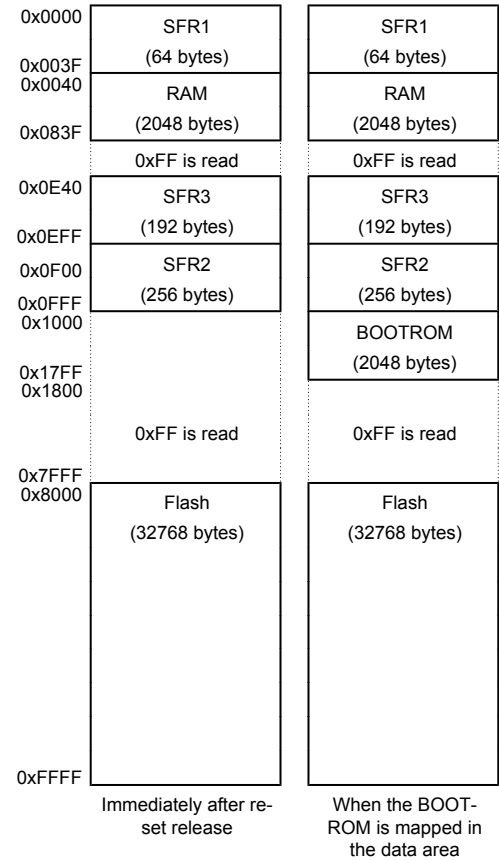 0x0000
SFR1
SFR1
(64 bytes)
(64 bytes)
0x003F
0x0040
RAM
RAM
(2048 bytes)
(2048 bytes)
0x083F
0xFF is read
0xFF is read
0x0E40
SFR3
SFR3
(192 bytes)
(192 bytes)
0x0EFF
0x0F00
SFR2
SFR2
(256 bytes)
(256 bytes)
0x0FFF
0x1000
BOOTROM
(2048 bytes)
0x17FF
0x1800
0xFF is read
0xFF is read
0x7FFF
0x8000
Flash
Flash
(32768 bytes)
(32768 bytes)
0xFFFF
Immediately after re-
set release
When the BOOT-
ROM is mapped in
the data area